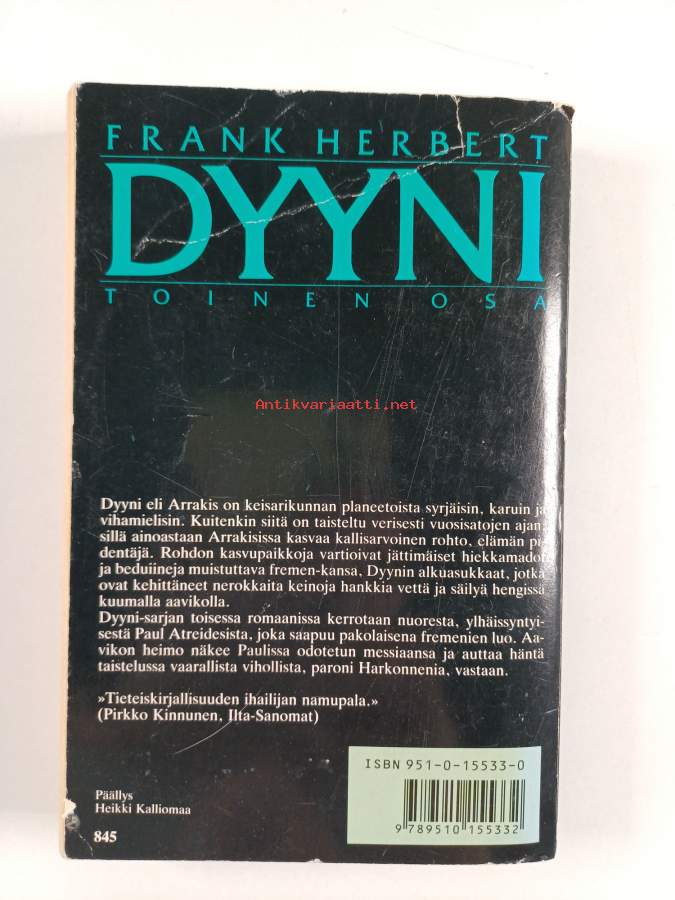 FRANK HERBERT
DYYNI
TOINEN OSA
Antikvariaatti.net
Dyyni eli Arrakis on keisarikunnan planeetoista syrjäisin, karuin ja
vihamielisin. Kuitenkin siitä on taisteltu verisesti vuosisatojen ajan,
sillä ainoastaan Arrakisissa kasvaa kallisarvoinen rohto, elämän pi-
dentäjä. Rohdon kasvupaikkoja vartioivat jättimäiset hiekkamadot
ja beduiineja muistuttava fremen-kansa, Dyynin alkuasukkaat, jotka
ovat kehittäneet nerokkaita keinoja hankkia vettä ja säilyä hengissä
kuumalla aavikolla.
Dyyni-sarjan toisessa romaanissa kerrotaan nuoresta, ylhäissyntyi-
sestä Paul Atreidesista, joka saapuu pakolaisena fremenien luo. Aa-
vikon heimo näkee Paulissa odotetun messiaansa ja auttaa häntä
taistelussa vaarallista vihollista, paroni Harkonnenia, vastaan.
»Tieteiskirjallisuuden ihailijan namupala.»
(Pirkko Kinnunen, Ilta-Sanomat)
ISBN 951-0-15533-0
9 789510 155332
Päällys
Heikki Kalliomaa
845